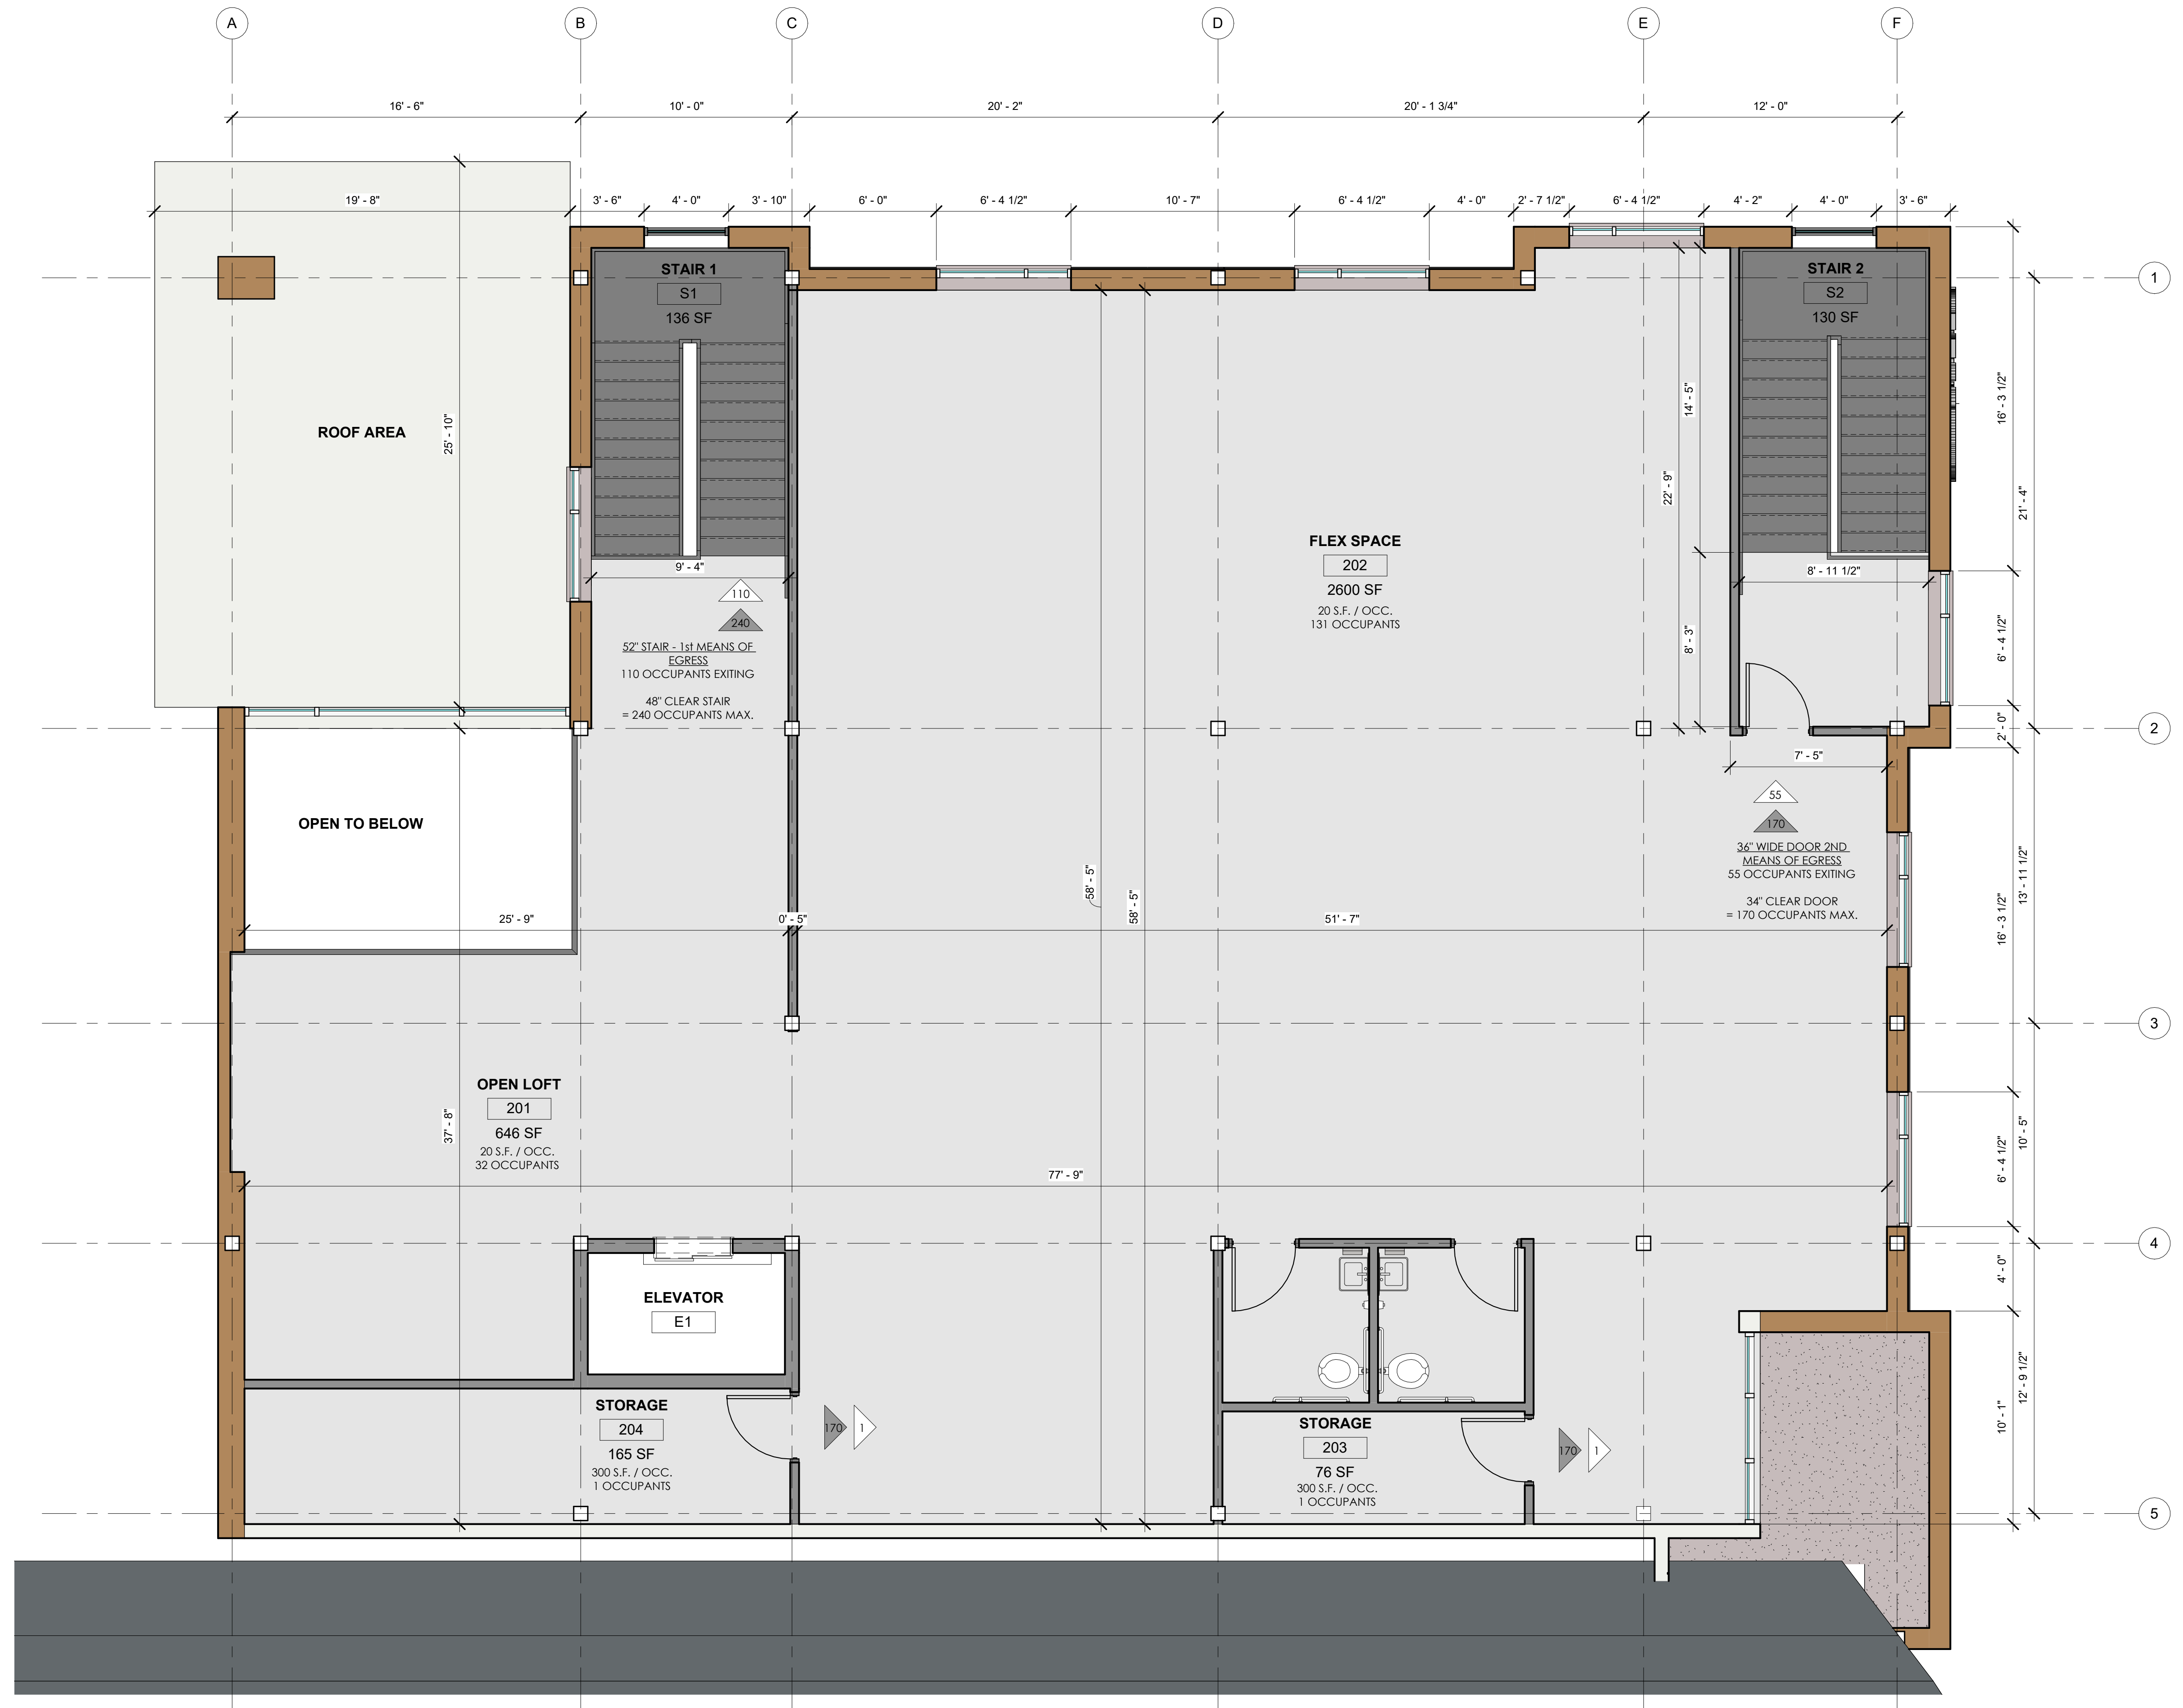 A
B
C
D
E
F
16' - 6"
10' - 0"
20' - 2"
20' - 1 3/4"
12' - 0"
19' - 8"
3' - 6"
4' - 0"
3' - 10"
6' - 0"
6' - 4 1/2"
10' - 7"
6' - 4 1/2"
4' - 0"
2' - 7 1/2"
6' - 4 1/2"
4' - 2"
4' - 0"
3' - 6"
STAIR 1
S1
136 SF
STAIR 2
S2
130 SF
1
ROOF AREA
25' - 10"
14' - 5"
22' - 9"
8' - 3"
16' - 3 1/2"
21' - 4"
FLEX SPACE
202
2600 SF
20 S.F. / OCC.
131 OCCUPANTS
9' - 4"
8' - 11 1/2"
110
240
52" STAIR - 1st MEANS OF
EGRESS
110 OCCUPANTS EXITING
48" CLEAR STAIR
= 240 OCCUPANTS MAX.
6' - 4 1/2"
2' - 0"
2
7' - 5"
55
170
36" WIDE DOOR 2ND
MEANS OF EGRESS
55 OCCUPANTS EXITING
34" CLEAR DOOR
= 170 OCCUPANTS MAX.
OPEN TO BELOW
25' - 9"
0' - 5"
58' - 5"
58' - 5"
51' - 7"
16' - 3 1/2"
13' - 11 1/2"
3
OPEN LOFT
201
646 SF
20 S.F. / OCC.
32 OCCUPANTS
37' - 8"
77' - 9"
6' - 4 1/2"
10' - 5"
4
4' - 0"
ELEVATOR
E1
STORAGE
204
165 SF
300 S.F. / OCC.
1 OCCUPANTS
170
1
STORAGE
203
76 SF
300 S.F. / OCC.
1 OCCUPANTS
170
1
10' - 1"
12' - 9 1/2"
5